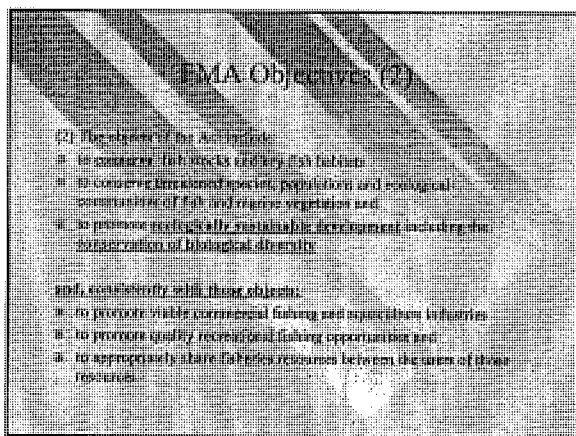 FMA Objectives (2)
(2) The objects of the Act include:
to conserve fish stocks and key fish habitats
to conserve threatened species, populations and ecological
communities of fish and marine vegetation and
to promote ecologically sustainable development including the
conservation of biological diversity
and, consistently with those objects:
to promote viable commercial fishing and aquaculture industries
to promote quality recreational fishing opportunities and
to appropriately share fisheries resources between the users of those
resources